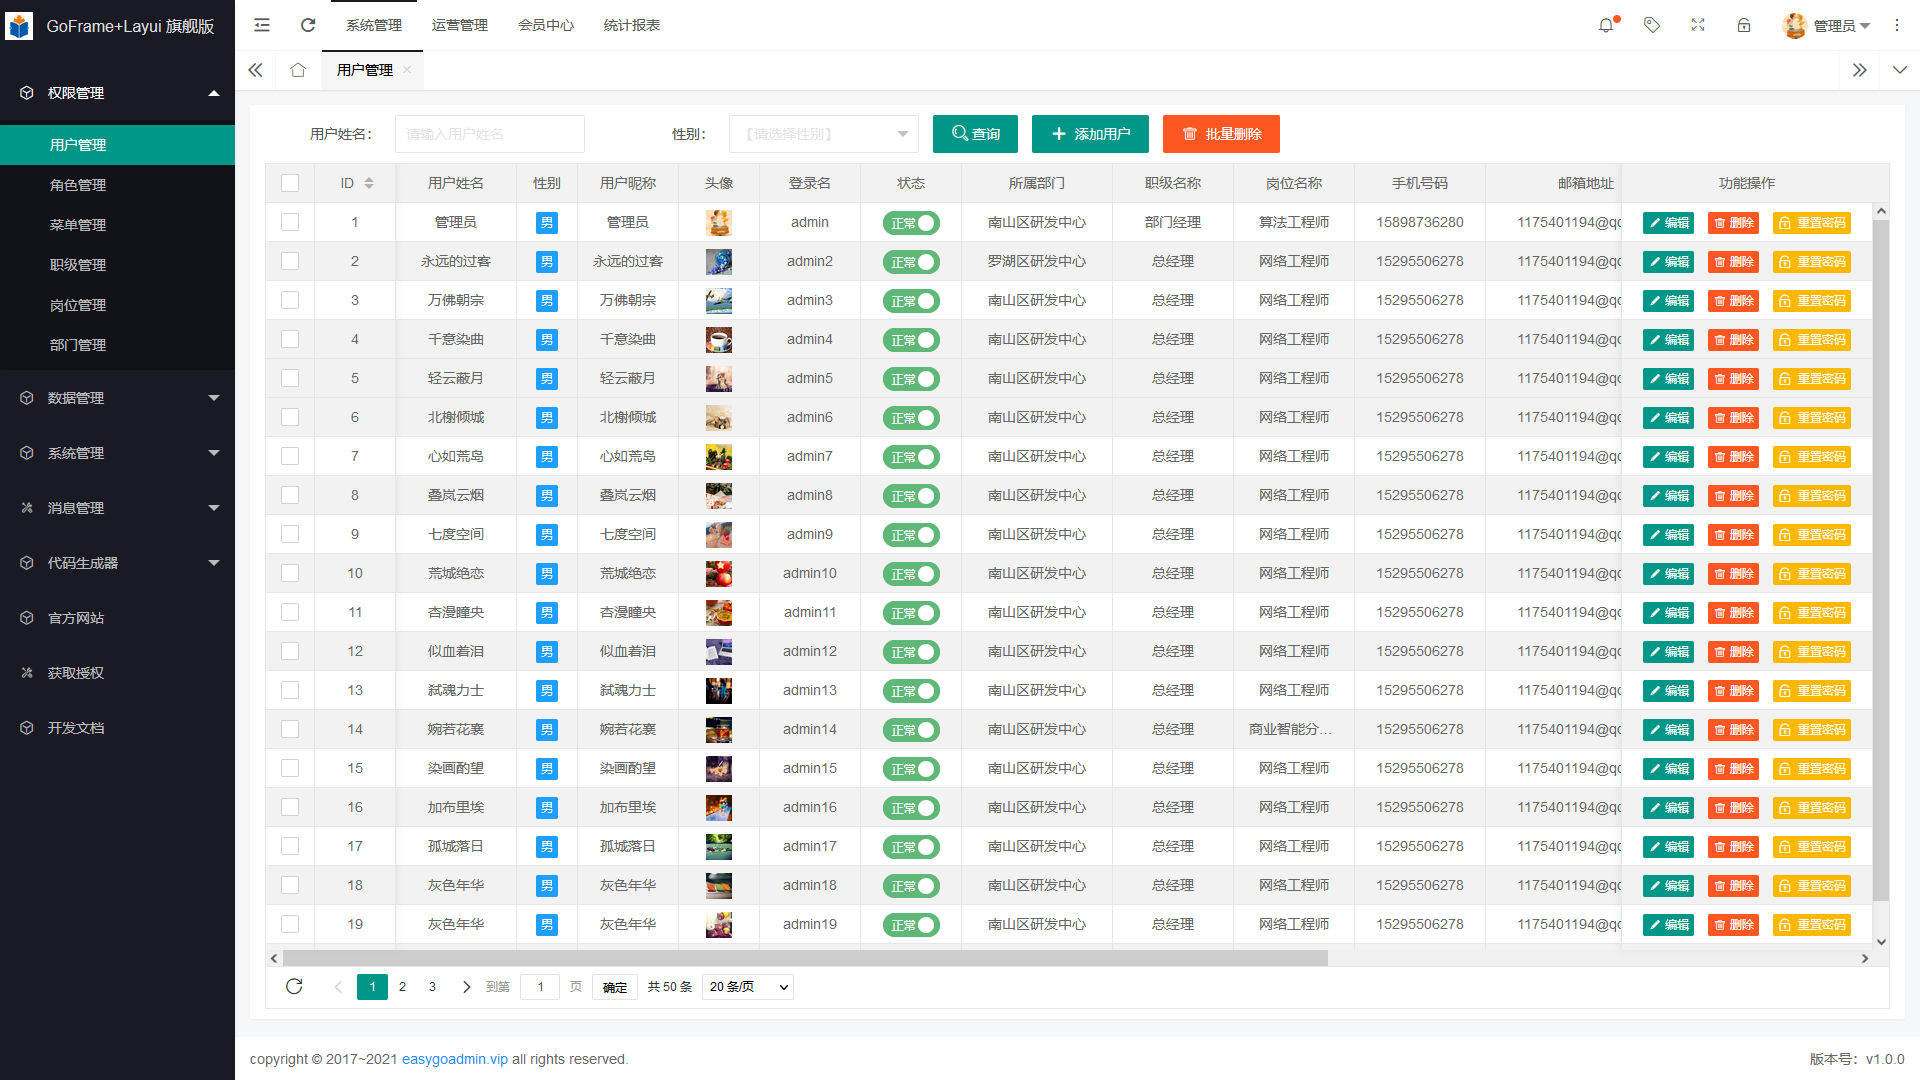 GoFrame+Layui 旗舰版
系统管理 运营管理 会员中心 统计报表
管理员
用户管理
权限管理
用户管理
角色管理
菜单管理
职级管理
岗位管理
部门管理
数据管理
系统管理
消息管理
代码生成器
官方网站
获取授权
开发文档
用户姓名： 请输入用户姓名 性别： 【请选择性别】 查询 添加用户 批量删除
ID 用户姓名 性别 用户昵称 头像 登录名 状态 所属部门 职级名称 岗位名称 手机号码 邮箱地址 功能操作
1 管理员 男 管理员 admin 正常 南山区研发中心 部门经理 算法工程师 15898736280 1175401194@qc 编辑 删除 重置密码
2 永远的过客 男 永远的过客 admin2 正常 罗湖区研发中心 总经理 网络工程师 15295506278 1175401194@qc 编辑 删除 重置密码
3 万佛朝宗 男 万佛朝宗 admin3 正常 南山区研发中心 总经理 网络工程师 15295506278 1175401194@qc 编辑 删除 重置密码
4 千意染曲 男 千意染曲 admin4 正常 南山区研发中心 总经理 网络工程师 15295506278 1175401194@qc 编辑 删除 重置密码
5 轻云蔽月 男 轻云蔽月 admin5 正常 南山区研发中心 总经理 网络工程师 15295506278 1175401194@qc 编辑 删除 重置密码
6 北榭倾城 男 北榭倾城 admin6 正常 南山区研发中心 总经理 网络工程师 15295506278 1175401194@qc 编辑 删除 重置密码
7 心如荒岛 男 心如荒岛 admin7 正常 南山区研发中心 总经理 网络工程师 15295506278 1175401194@qc 编辑 删除 重置密码
8 叠岚云烟 男 叠岚云烟 admin8 正常 南山区研发中心 总经理 网络工程师 15295506278 1175401194@qc 编辑 删除 重置密码
9 七度空间 男 七度空间 admin9 正常 南山区研发中心 总经理 网络工程师 15295506278 1175401194@qc 编辑 删除 重置密码
10 荒城绝恋 男 荒城绝恋 admin10 正常 南山区研发中心 总经理 网络工程师 15295506278 1175401194@qc 编辑 删除 重置密码
11 杏漫瞳央 男 杏漫瞳央 admin11 正常 南山区研发中心 总经理 网络工程师 15295506278 1175401194@qc 编辑 删除 重置密码
12 似血着泪 男 似血着泪 admin12 正常 南山区研发中心 总经理 网络工程师 15295506278 1175401194@qc 编辑 删除 重置密码
13 弑魂力士 男 弑魂力士 admin13 正常 南山区研发中心 总经理 网络工程师 15295506278 1175401194@qc 编辑 删除 重置密码
14 婉若花襄 男 婉若花襄 admin14 正常 南山区研发中心 总经理 商业智能分... 15295506278 1175401194@qc 编辑 删除 重置密码
15 染画酌望 男 染画酌望 admin15 正常 南山区研发中心 总经理 网络工程师 15295506278 1175401194@qc 编辑 删除 重置密码
16 加布里埃 男 加布里埃 admin16 正常 南山区研发中心 总经理 网络工程师 15295506278 1175401194@qc 编辑 删除 重置密码
17 孤城落日 男 孤城落日 admin17 正常 南山区研发中心 总经理 网络工程师 15295506278 1175401194@qc 编辑 删除 重置密码
18 灰色年华 男 灰色年华 admin18 正常 南山区研发中心 总经理 网络工程师 15295506278 1175401194@qc 编辑 删除 重置密码
19 灰色年华 男 灰色年华 admin19 正常 南山区研发中心 总经理 网络工程师 15295506278 1175401194@qc 编辑 删除 重置密码
1 2 3 到第 1 页 确定 共 50 条 20 条/页
copyright © 2017~2021 easygoadmin.vip all rights reserved.
版本号：v1.0.0